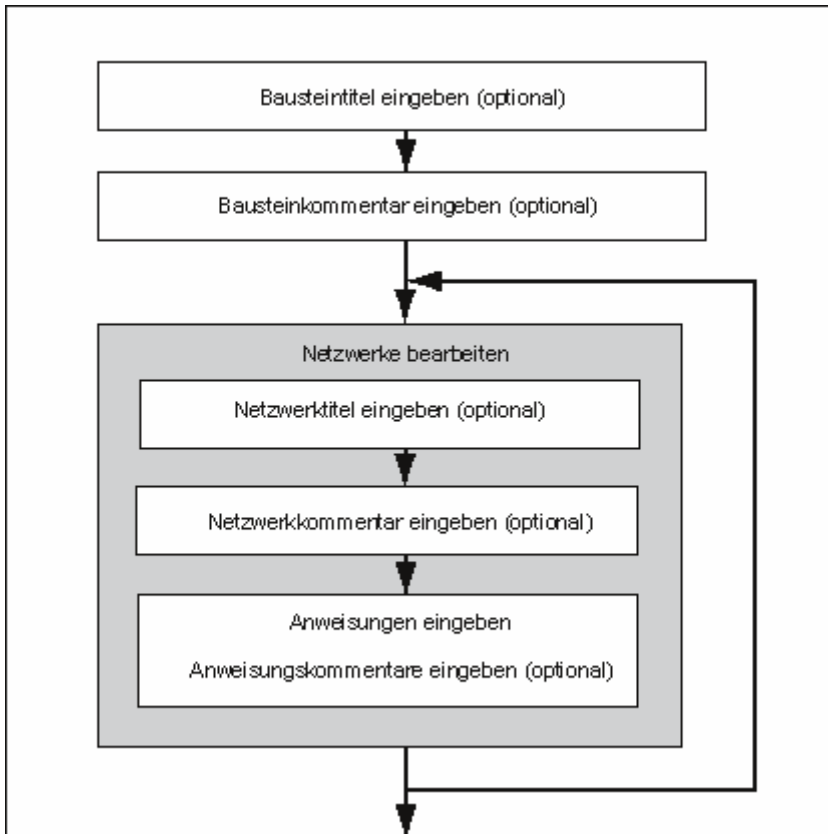 Bausteintitel eingeben (optional)
Bausteinkommentar eingeben (optional)
Netzwerke bearbeiten
Netzwerktitel eingeben (optional)
Netzwerkkommentar eingeben (optional)
Anweisungen eingeben
Anweisungskommentare eingeben (optional)